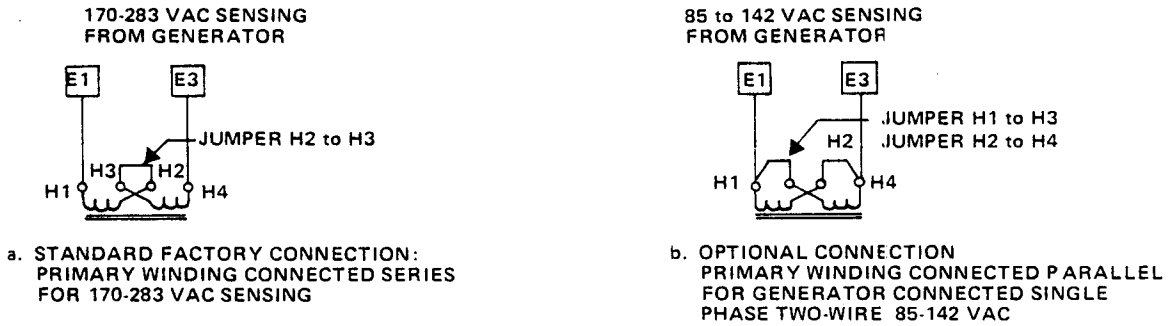 170-283 VAC SENSING
FROM GENERATOR
E1
E3
JUMPER H2 to H3
H3
H2
H1
H4
a. STANDARD FACTORY CONNECTION:
PRIMARY WINDING CONNECTED SERIES
FOR 170-283 VAC SENSING
85 to 142 VAC SENSING
FROM GENERATOR
E1
E3
JUMPER H1 to H3
H2
JUMPER H2 to H4
H1
H4
b. OPTIONAL CONNECTION
PRIMARY WINDING CONNECTED PARALLEL
FOR GENERATOR CONNECTED SINGLE
PHASE TWO-WIRE 85-142 VAC